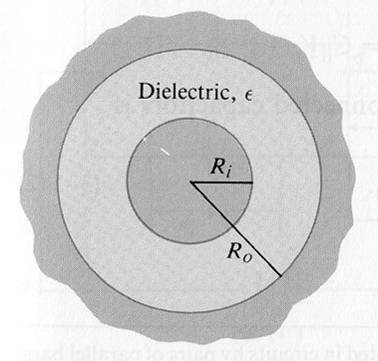 Dielectric, ϵ
R_i
R_o